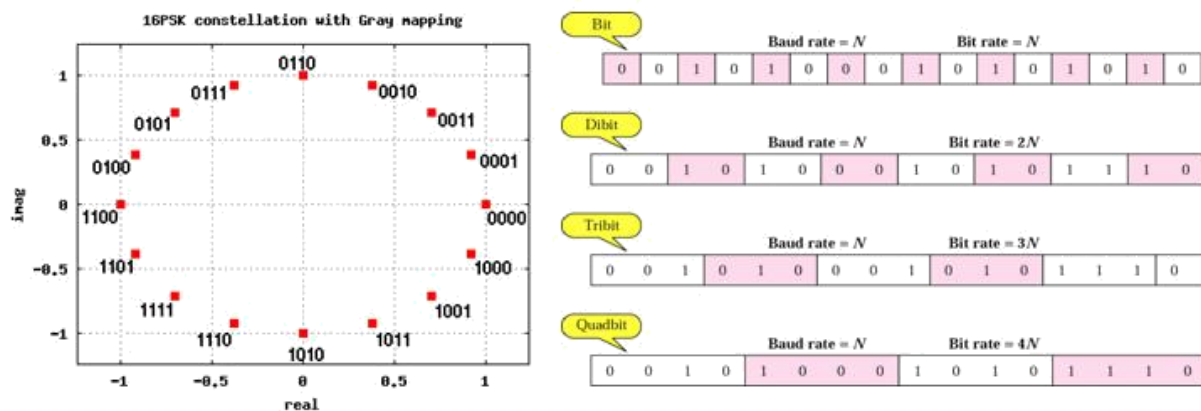 16PSK constellation with Gray mapping
0110
0111
0010
0101
0011
0100
0001
1100
0000
1101
1000
1111
1001
1110
1011
1010
1
0.5
0
-0.5
-1
imag
-1 -0.5 0 0.5 1
real
Bit
Baud rate = N Bit rate = N
0 0 1 0 1 0 0 0 1 0 1 0 1 0 1 0
Dibit
Baud rate = N Bit rate = 2N
0 0 1 0 1 0 0 0 1 0 1 0 1 1 1 0
Tribit
Baud rate = N Bit rate = 3N
0 0 1 0 1 0 0 0 1 0 1 0 1 1 1 0
Quadbit
Baud rate = N Bit rate = 4N
0 0 1 0 1 0 0 0 1 0 1 0 1 1 1 0